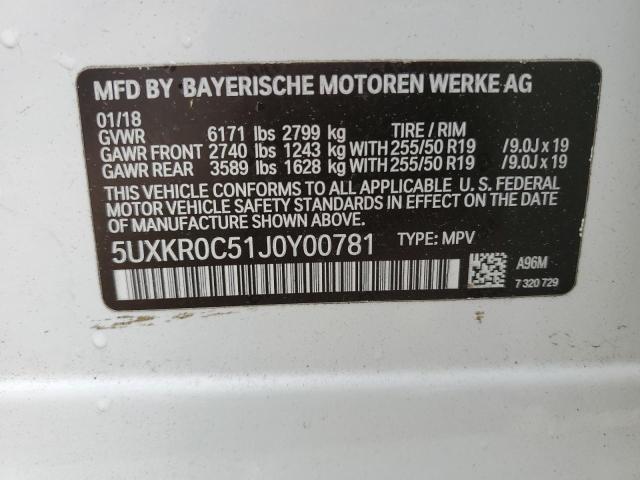 MFD BY BAYERISCHE MOTOREN WERKE AG
01/18
GVWR 6171 lbs 2799 kg TIRE / RIM
GAWR FRONT 2740 lbs 1243 kg WITH 255/50 R19 /9.0J x 19
GAWR REAR 3589 lbs 1628 kg WITH 255/50 R19 /9.0J x 19
THIS VEHICLE CONFORMS TO ALL APPLICABLE U. S. FEDERAL
MOTOR VEHICLE SAFETY STANDARDS IN EFFECT ON THE DATE
OF MANUFACTURE SHOWN ABOVE.
5UXKR0C51J0Y00781 TYPE: MPV
A96M
7 320 729